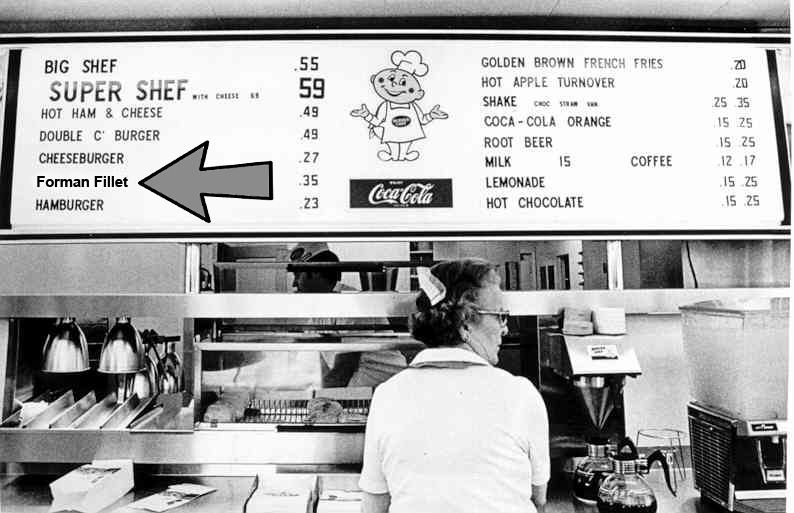 BIG SHEF .55
SUPER SHEF WITH CHEESE 69 59
HOT HAM & CHEESE .49
DOUBLE C' BURGER .49
CHEESEBURGER .27
Forman Fillet .35
HAMBURGER .23
Coca-Cola
GOLDEN BROWN FRENCH FRIES .20
HOT APPLE TURNOVER .20
SHAKE CHOC STRAW VAN .25 .35
COCA-COLA ORANGE .15 .25
ROOT BEER .15 .25
MILK 15 COFFEE .12 .17
LEMONADE .15 .25
HOT CHOCOLATE .15 .25